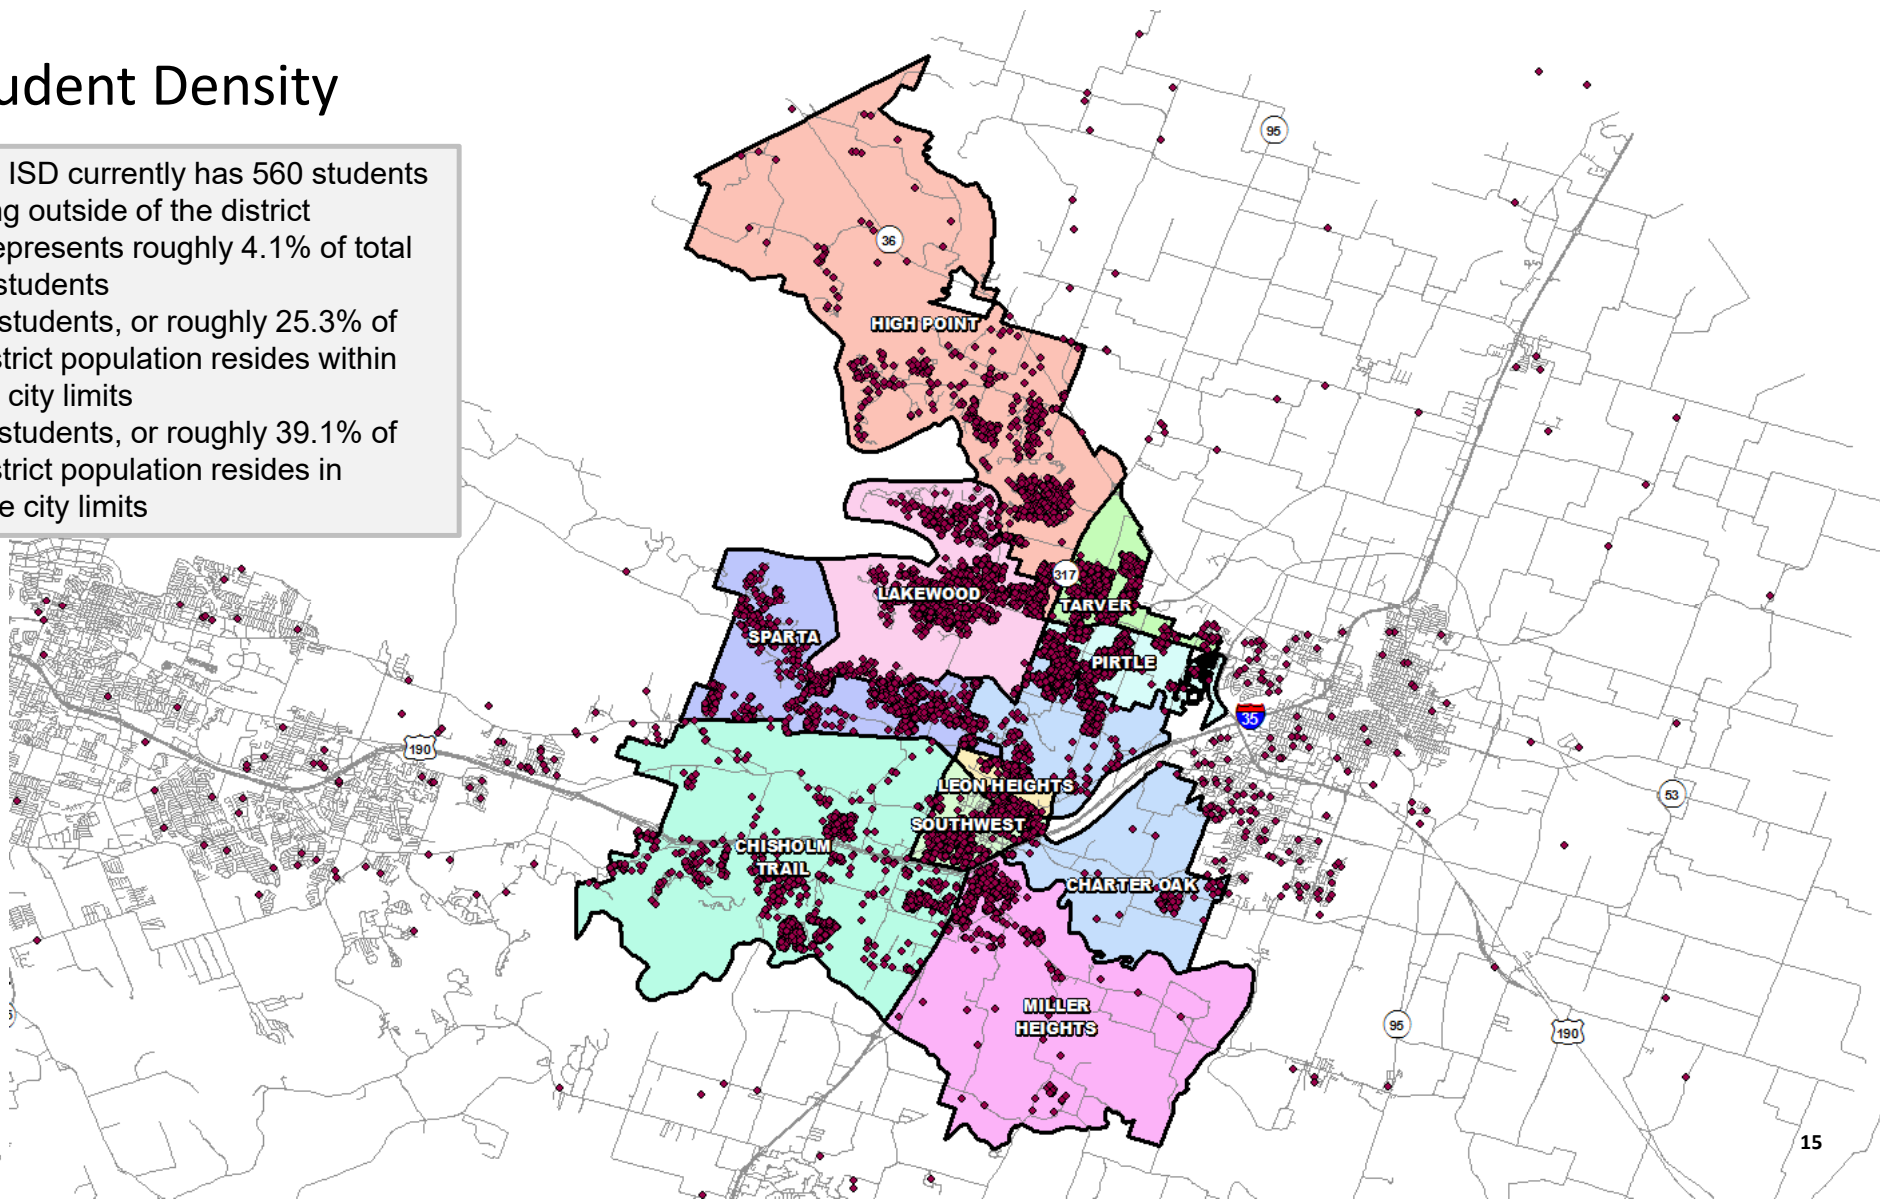 udent Density
ISD currently has 560 students
ng outside of the district
epresents roughly 4.1% of total
students
students, or roughly 25.3% of
strict population resides within
city limits
students, or roughly 39.1% of
strict population resides in
e city limits
95
36
HIGH POINT
317
LAKEWOOD
TARVER
SPARTA
PIRTLE
35
190
LEON HEIGHTS
53
SOUTHWEST
CHISHOLM
TRAIL
CHARTER OAK
MILLER
HEIGHTS
95
190
15